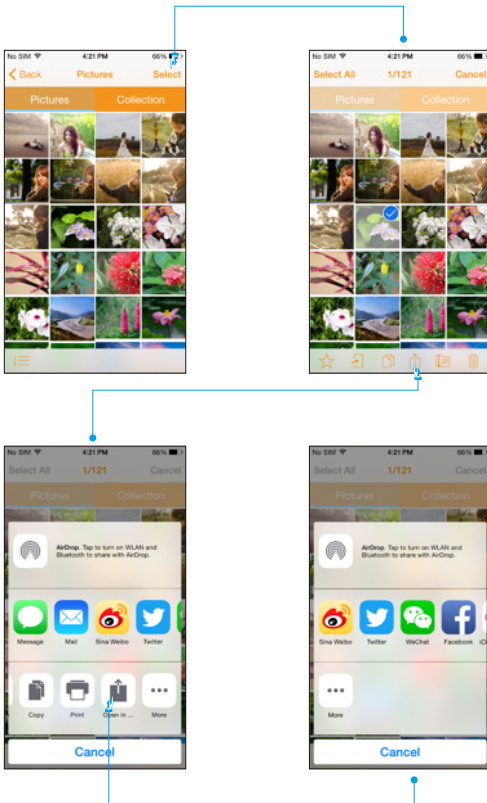 No SIM 4:21 PM 66%
Back Pictures Select
Pictures Collection
No SIM 4:21 PM 66%
Select All 1/121 Cancel
Pictures Collection
No SIM 4:21 PM 66%
Select All 1/121 Cancel
Pictures Collection
AirDrop. Tap to turn on WLAN and
Bluetooth to share with AirDrop.
Message Mail Sina Weibo Twitter
Copy Print Open in ... More
Cancel
No SIM 4:21 PM 66%
Select All 1/121 Cancel
Pictures Collection
AirDrop. Tap to turn on WLAN and
Bluetooth to share with AirDrop.
Sina Weibo Twitter WeChat Facebook
More
Cancel